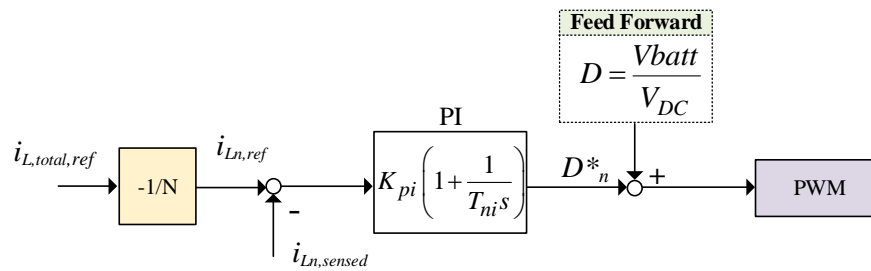 Feed Forward
D = Vbatt / V_DC
PI
i_L,total,ref
-1/N
i_Ln,ref
-
i_Ln,sensed
K_pi(1+1/(T_ni s))
D*_n
+
PWM